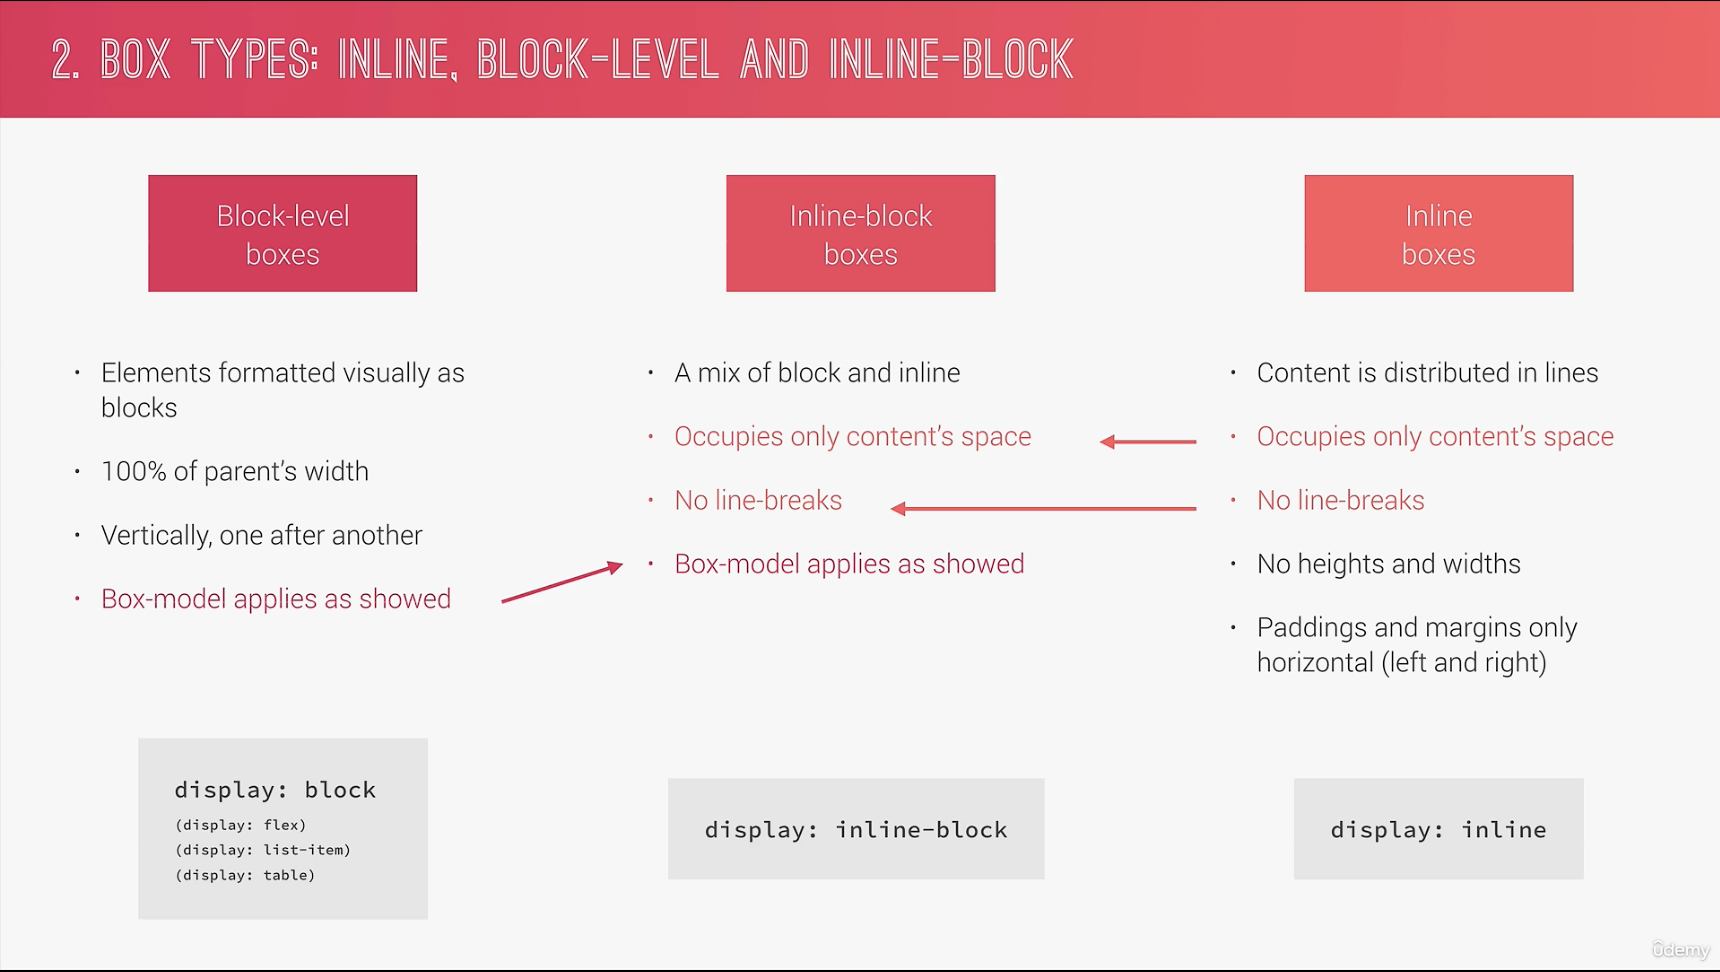 2. BOX TYPES: INLINE, BLOCK-LEVEL AND INLINE-BLOCK
Block-level
boxes
• Elements formatted visually as
blocks
• 100% of parent’s width
• Vertically, one after another
• Box-model applies as showed
display: block
(display: flex)
(display: list-item)
(display: table)
Inline-block
boxes
• A mix of block and inline
• Occupies only content’s space
• No line-breaks
• Box-model applies as showed
display: inline-block
Inline
boxes
• Content is distributed in lines
• Occupies only content’s space
• No line-breaks
• No heights and widths
• Paddings and margins only
horizontal (left and right)
display: inline
ûdemy